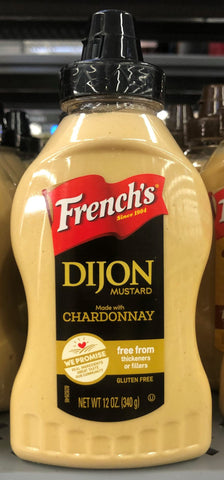 French's
Since 1904
DIJON
MUSTARD
Made with
CHARDONNAY
WE PROMISE
free from
thickeners
or fillers
GLUTEN FREE
NET WT 12 OZ. (340g)